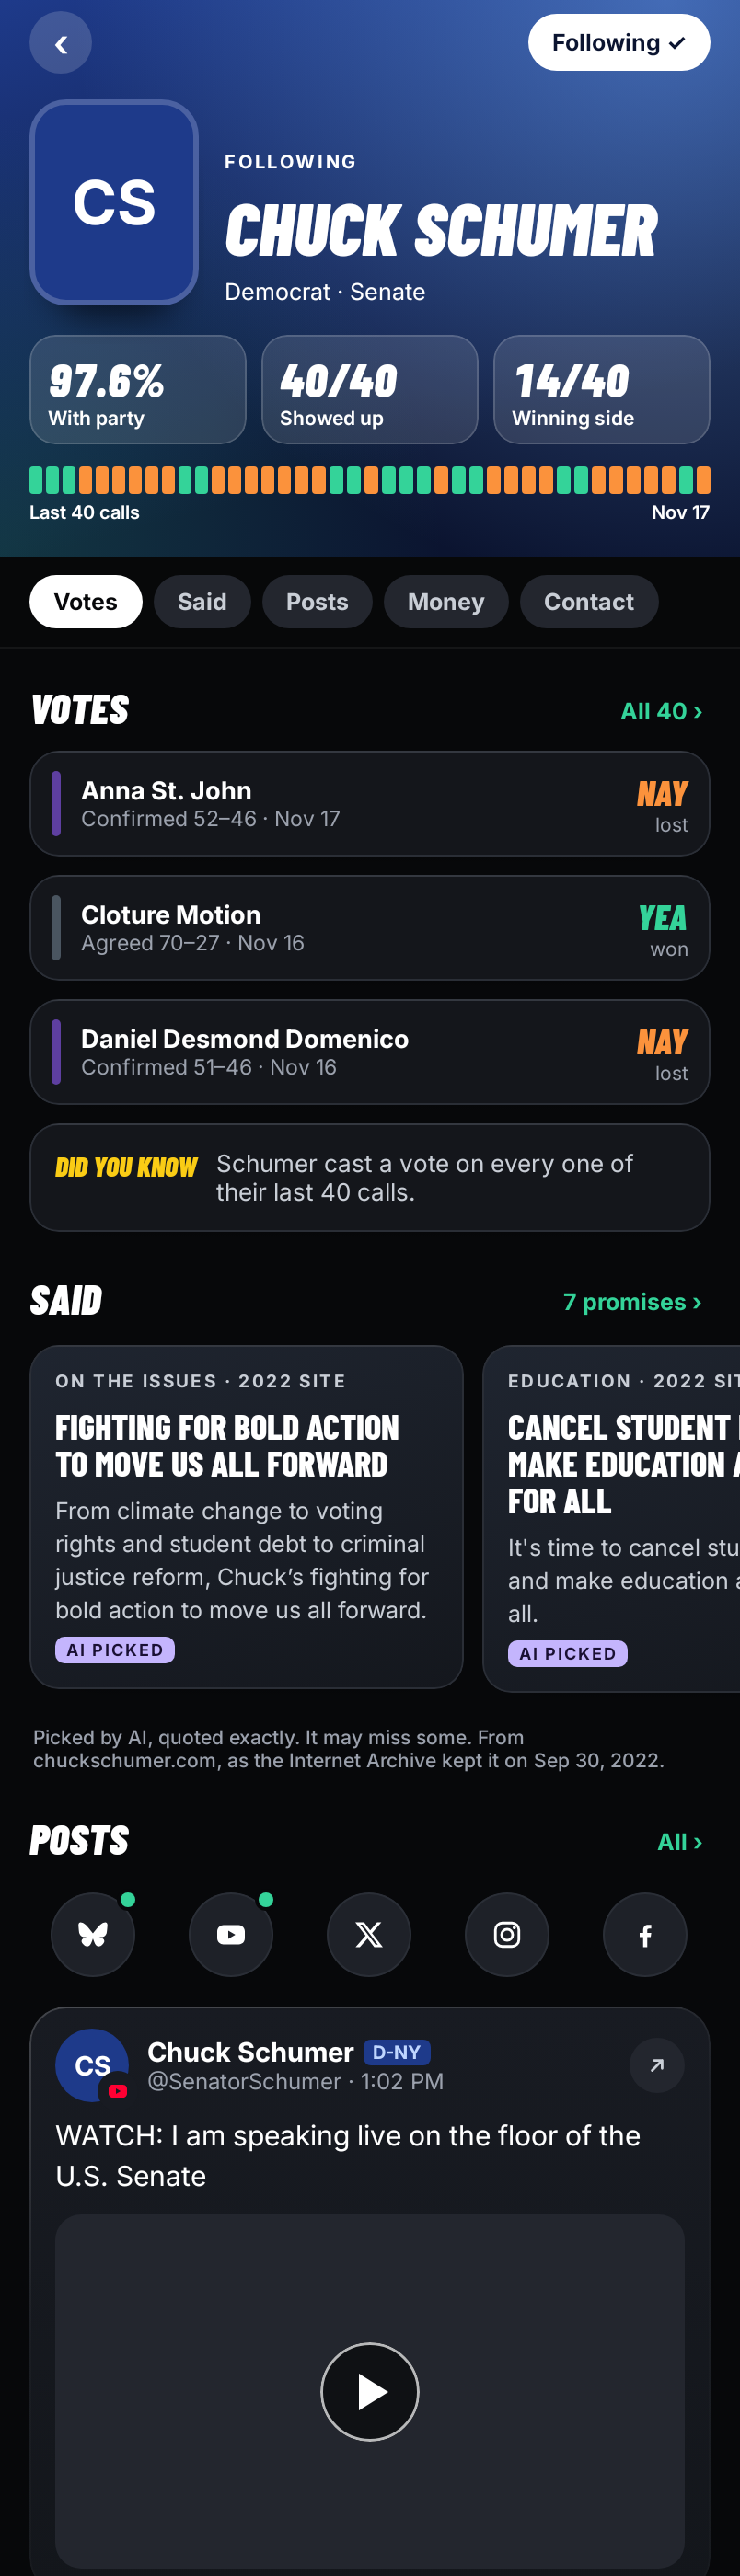 Following ✓
CS
FOLLOWING
CHUCK SCHUMER
Democrat · Senate
97.6%
With party
40/40
Showed up
14/40
Winning side
Last 40 calls
Nov 17
Votes
Said
Posts
Money
Contact
VOTES
All 40 ›
Anna St. John
Confirmed 52–46 · Nov 17
NAY
lost
Cloture Motion
Agreed 70–27 · Nov 16
YEA
won
Daniel Desmond Domenico
Confirmed 51–46 · Nov 16
NAY
lost
DID YOU KNOW
Schumer cast a vote on every one of
their last 40 calls.
SAID
7 promises ›
ON THE ISSUES · 2022 SITE
FIGHTING FOR BOLD ACTION
TO MOVE US ALL FORWARD
From climate change to voting
rights and student debt to criminal
justice reform, Chuck’s fighting for
bold action to move us all forward.
AI PICKED
EDUCATION · 2022 SIT
CANCEL STUDENT
MAKE EDUCATION
FOR ALL
It's time to cancel stu
and make education
all.
AI PICKED
Picked by AI, quoted exactly. It may miss some. From
chuckschumer.com, as the Internet Archive kept it on Sep 30, 2022.
POSTS
All ›
CS
Chuck Schumer D-NY
@SenatorSchumer · 1:02 PM
WATCH: I am speaking live on the floor of the
U.S. Senate